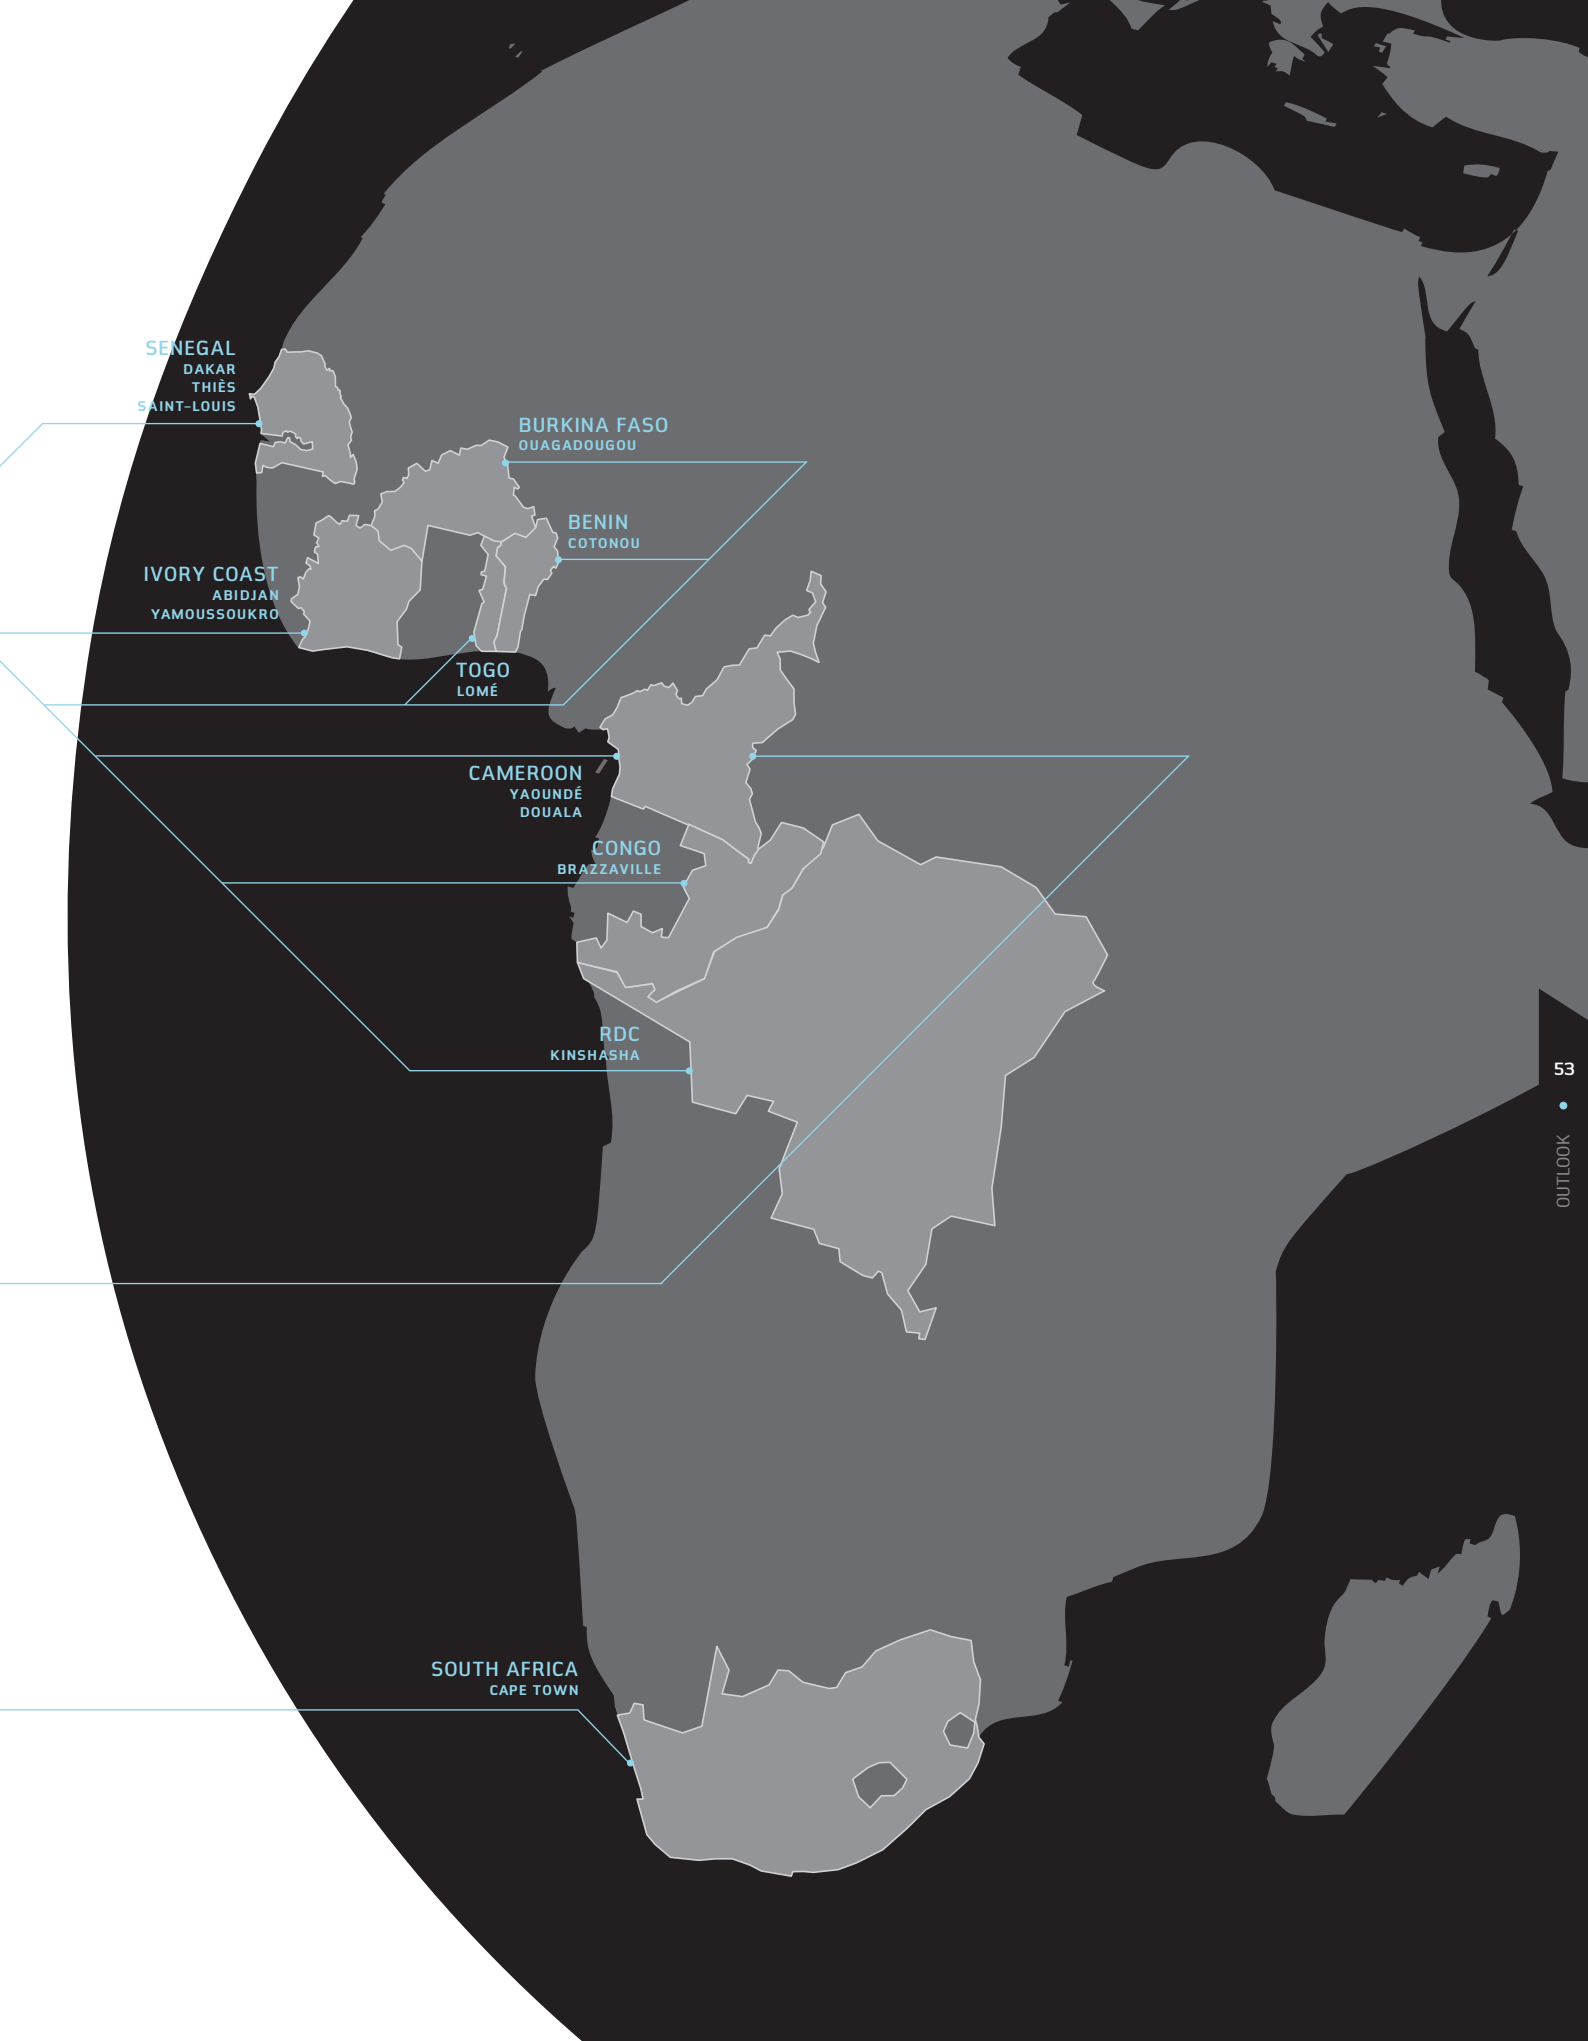 SENEGAL
DAKAR
THIÈS
SAINT-LOUIS
BURKINA FASO
OUAGADOUGOU
BENIN
COTONOU
IVORY COAST
ABIDJAN
YAMOUSSOUKRO
TOGO
LOMÉ
CAMEROON
YAOUNDÉ
DOUALA
CONGO
BRAZZAVILLE
RDC
KINSHASHA
53
OUTLOOK
SOUTH AFRICA
CAPE TOWN